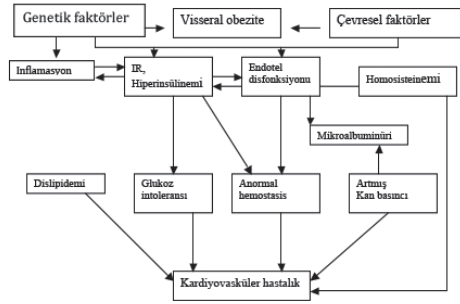 Genetik faktörler
Visseral obezite
Çevresel faktörler
Inflamasyon
IR,
Hiperinsülinemi
Endotel
disfonksiyonu
Homosisteinemi
Mikroalbuminüri
Dislipidemi
Glukoz
intoleransı
Anormal
hemostasis
Artmış
Kan basıncı
Kardiyovasküler hastalık